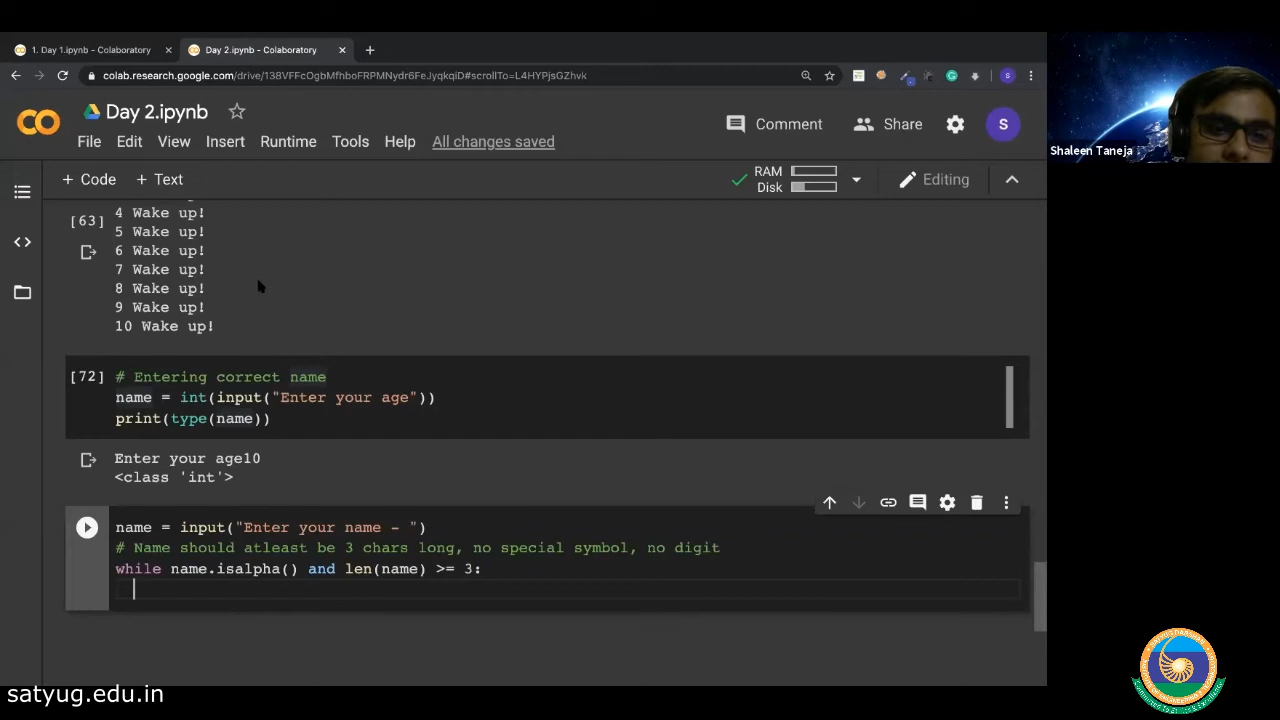 1. Day 1.ipynb - Colaboratory
Day 2.ipynb - Colaboratory
colab.research.google.com/drive/138VFFcOgbMfhboFRPMNydr6FeJyqkqiD#scrollTo=L4HYPjsGZhvk
S
Day 2.ipynb
Comment
Share
S
File Edit View Insert Runtime Tools Help All changes saved
+ Code + Text
RAM
Disk
Editing
[63]
4 Wake up!
5 Wake up!
6 Wake up!
7 Wake up!
8 Wake up!
9 Wake up!
10 Wake up!
[72] # Entering correct name
name = int(input("Enter your age"))
print(type(name))
Enter your age10
<class 'int'>
name = input("Enter your name - ")
# Name should atleast be 3 chars long, no special symbol, no digit
while name.isalpha() and len(name) >= 3:
Shaleen Taneja
satyug.edu.in